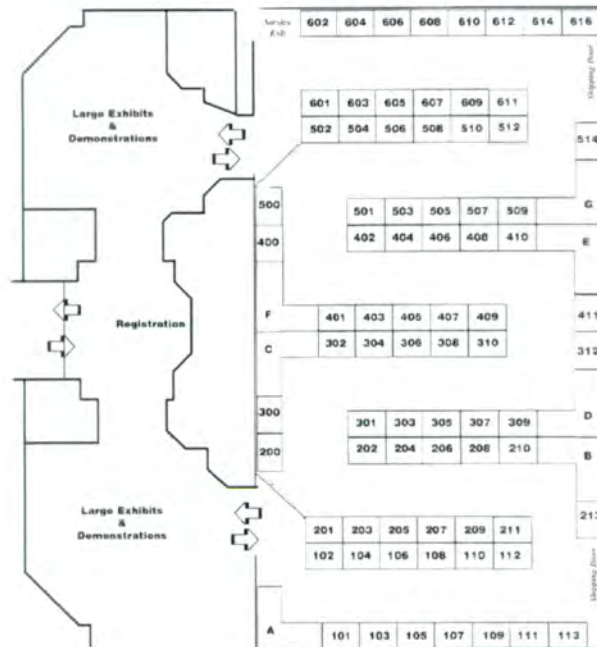 Service
Exit
602 604 606 608 610 612 614 616
Shipping Door
601 603 605 607 609 611
502 504 506 508 510 512
Large Exhibits
&
Demonstrations
514
500
501 503 505 507 509
G
400
402 404 406 408 410
E
Registration
F
401 403 405 407 409
411
C
302 304 306 308 310
312
300
301 303 305 307 309
D
200
202 204 206 208 210
B
Large Exhibits
&
Demonstrations
213
201 203 205 207 209 211
102 104 106 108 110 112
Shipping Door
A
101 103 105 107 109 111 113